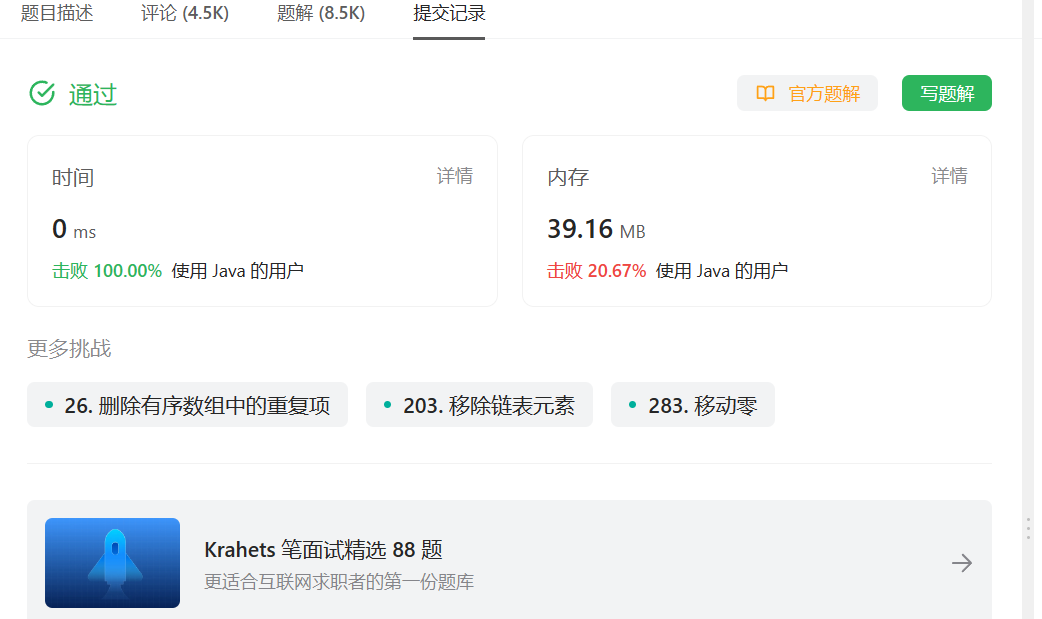 题目描述 评论 (4.5K) 题解 (8.5K) 提交记录
通过 官方题解 写题解
时间 详情
0 ms
击败 100.00% 使用 Java 的用户
内存 详情
39.16 MB
击败 20.67% 使用 Java 的用户
更多挑战
26. 删除有序数组中的重复项 203. 移除链表元素 283. 移动零
Krahets 笔面试精选 88 题
更适合互联网求职者的第一份题库